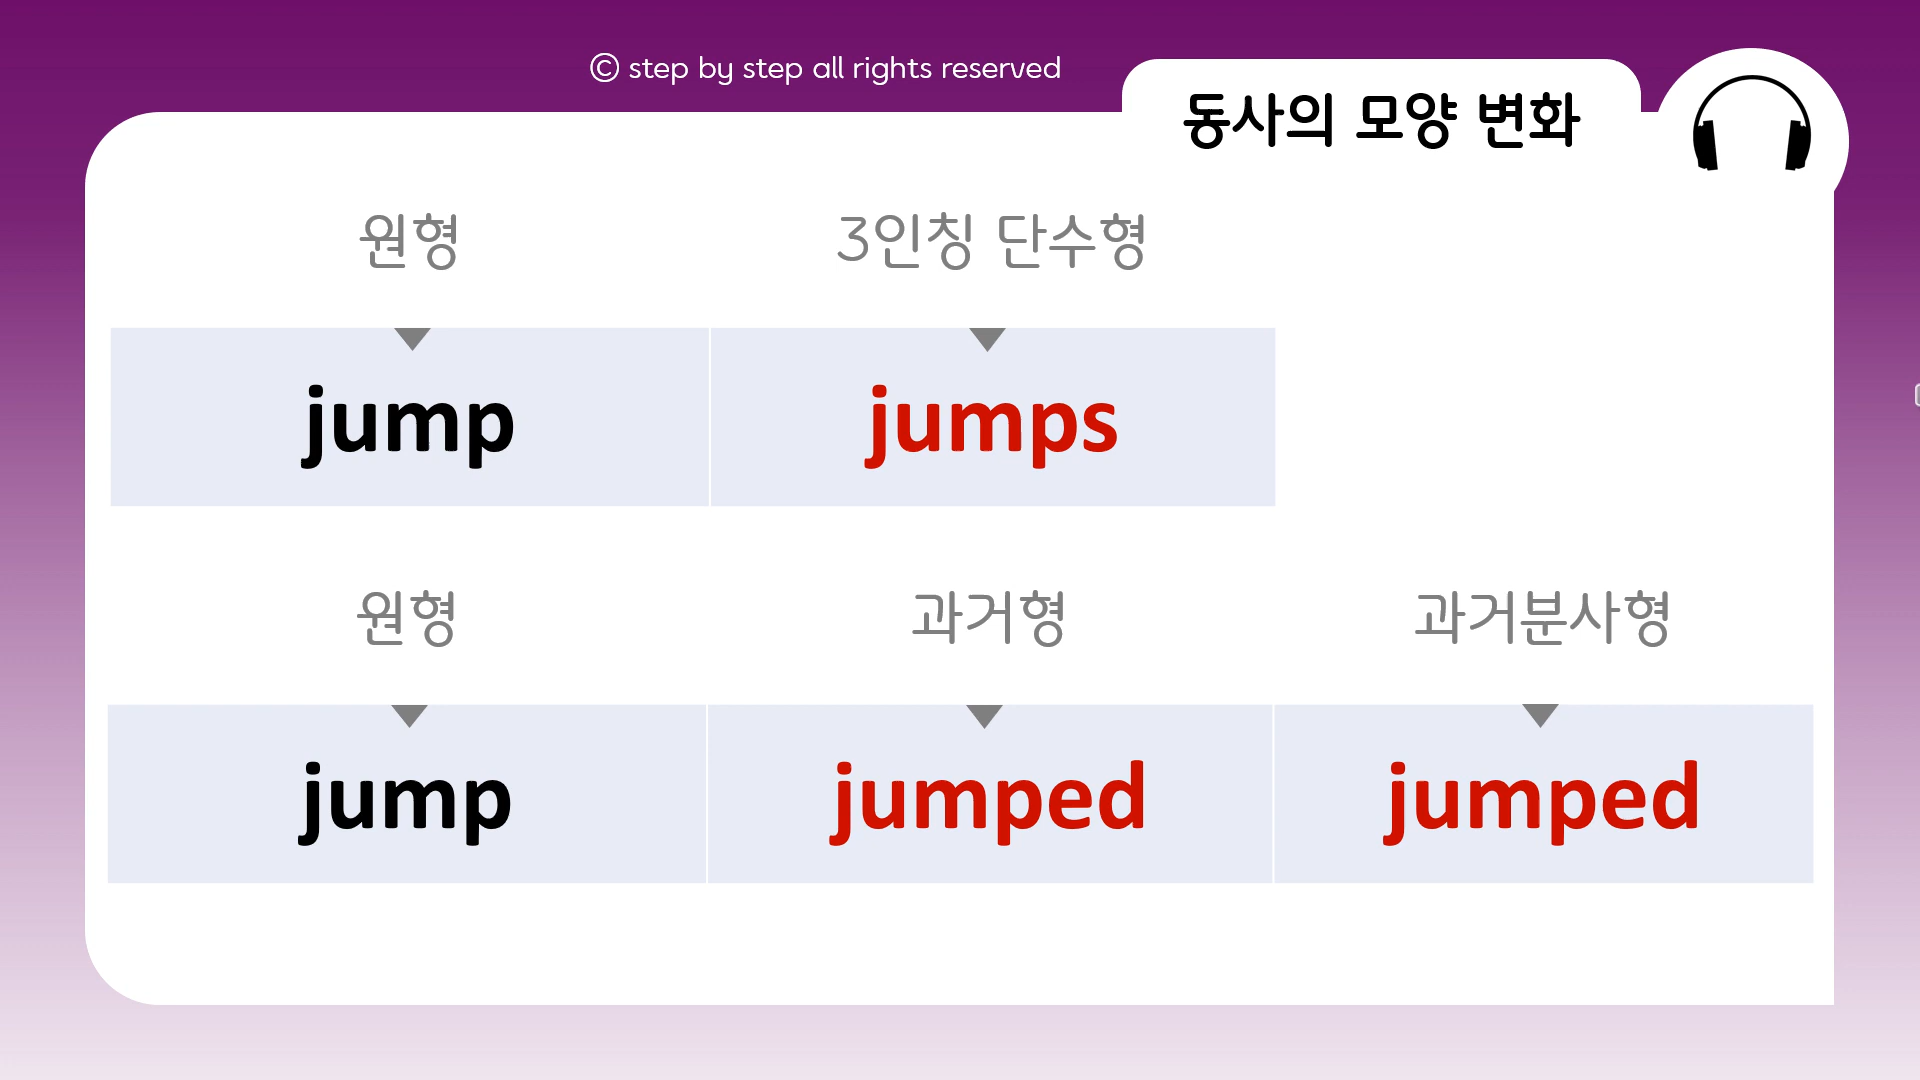 © step by step all rights reserved
동사의 모양 변화
원형 3인칭 단수형
jump jumps
원형 과거형 과거분사형
jump jumped jumped